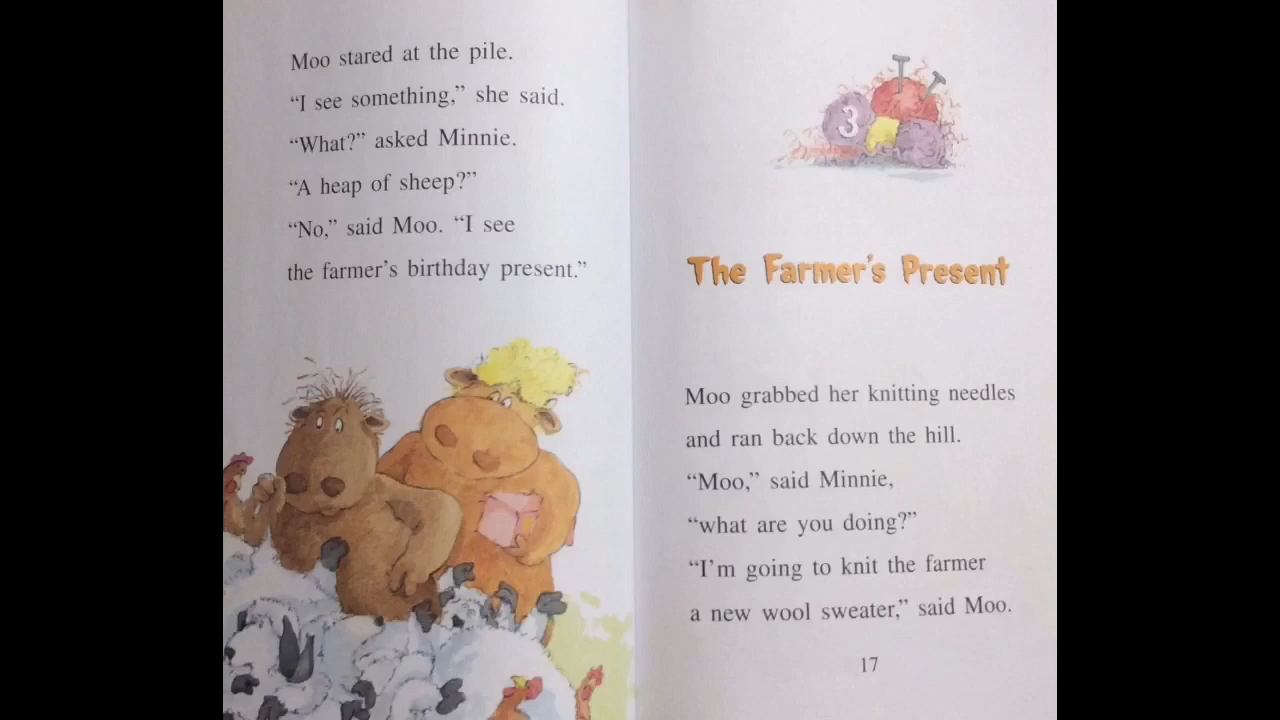 Moo stared at the pile.
“I see something,” she said.
“What?” asked Minnie.
“A heap of sheep?”
“No,” said Moo. “I see
the farmer’s birthday present.”
3
The Farmer’s Present
Moo grabbed her knitting needles
and ran back down the hill.
“Moo,” said Minnie,
“what are you doing?”
“I’m going to knit the farmer
a new wool sweater,” said Moo.
17